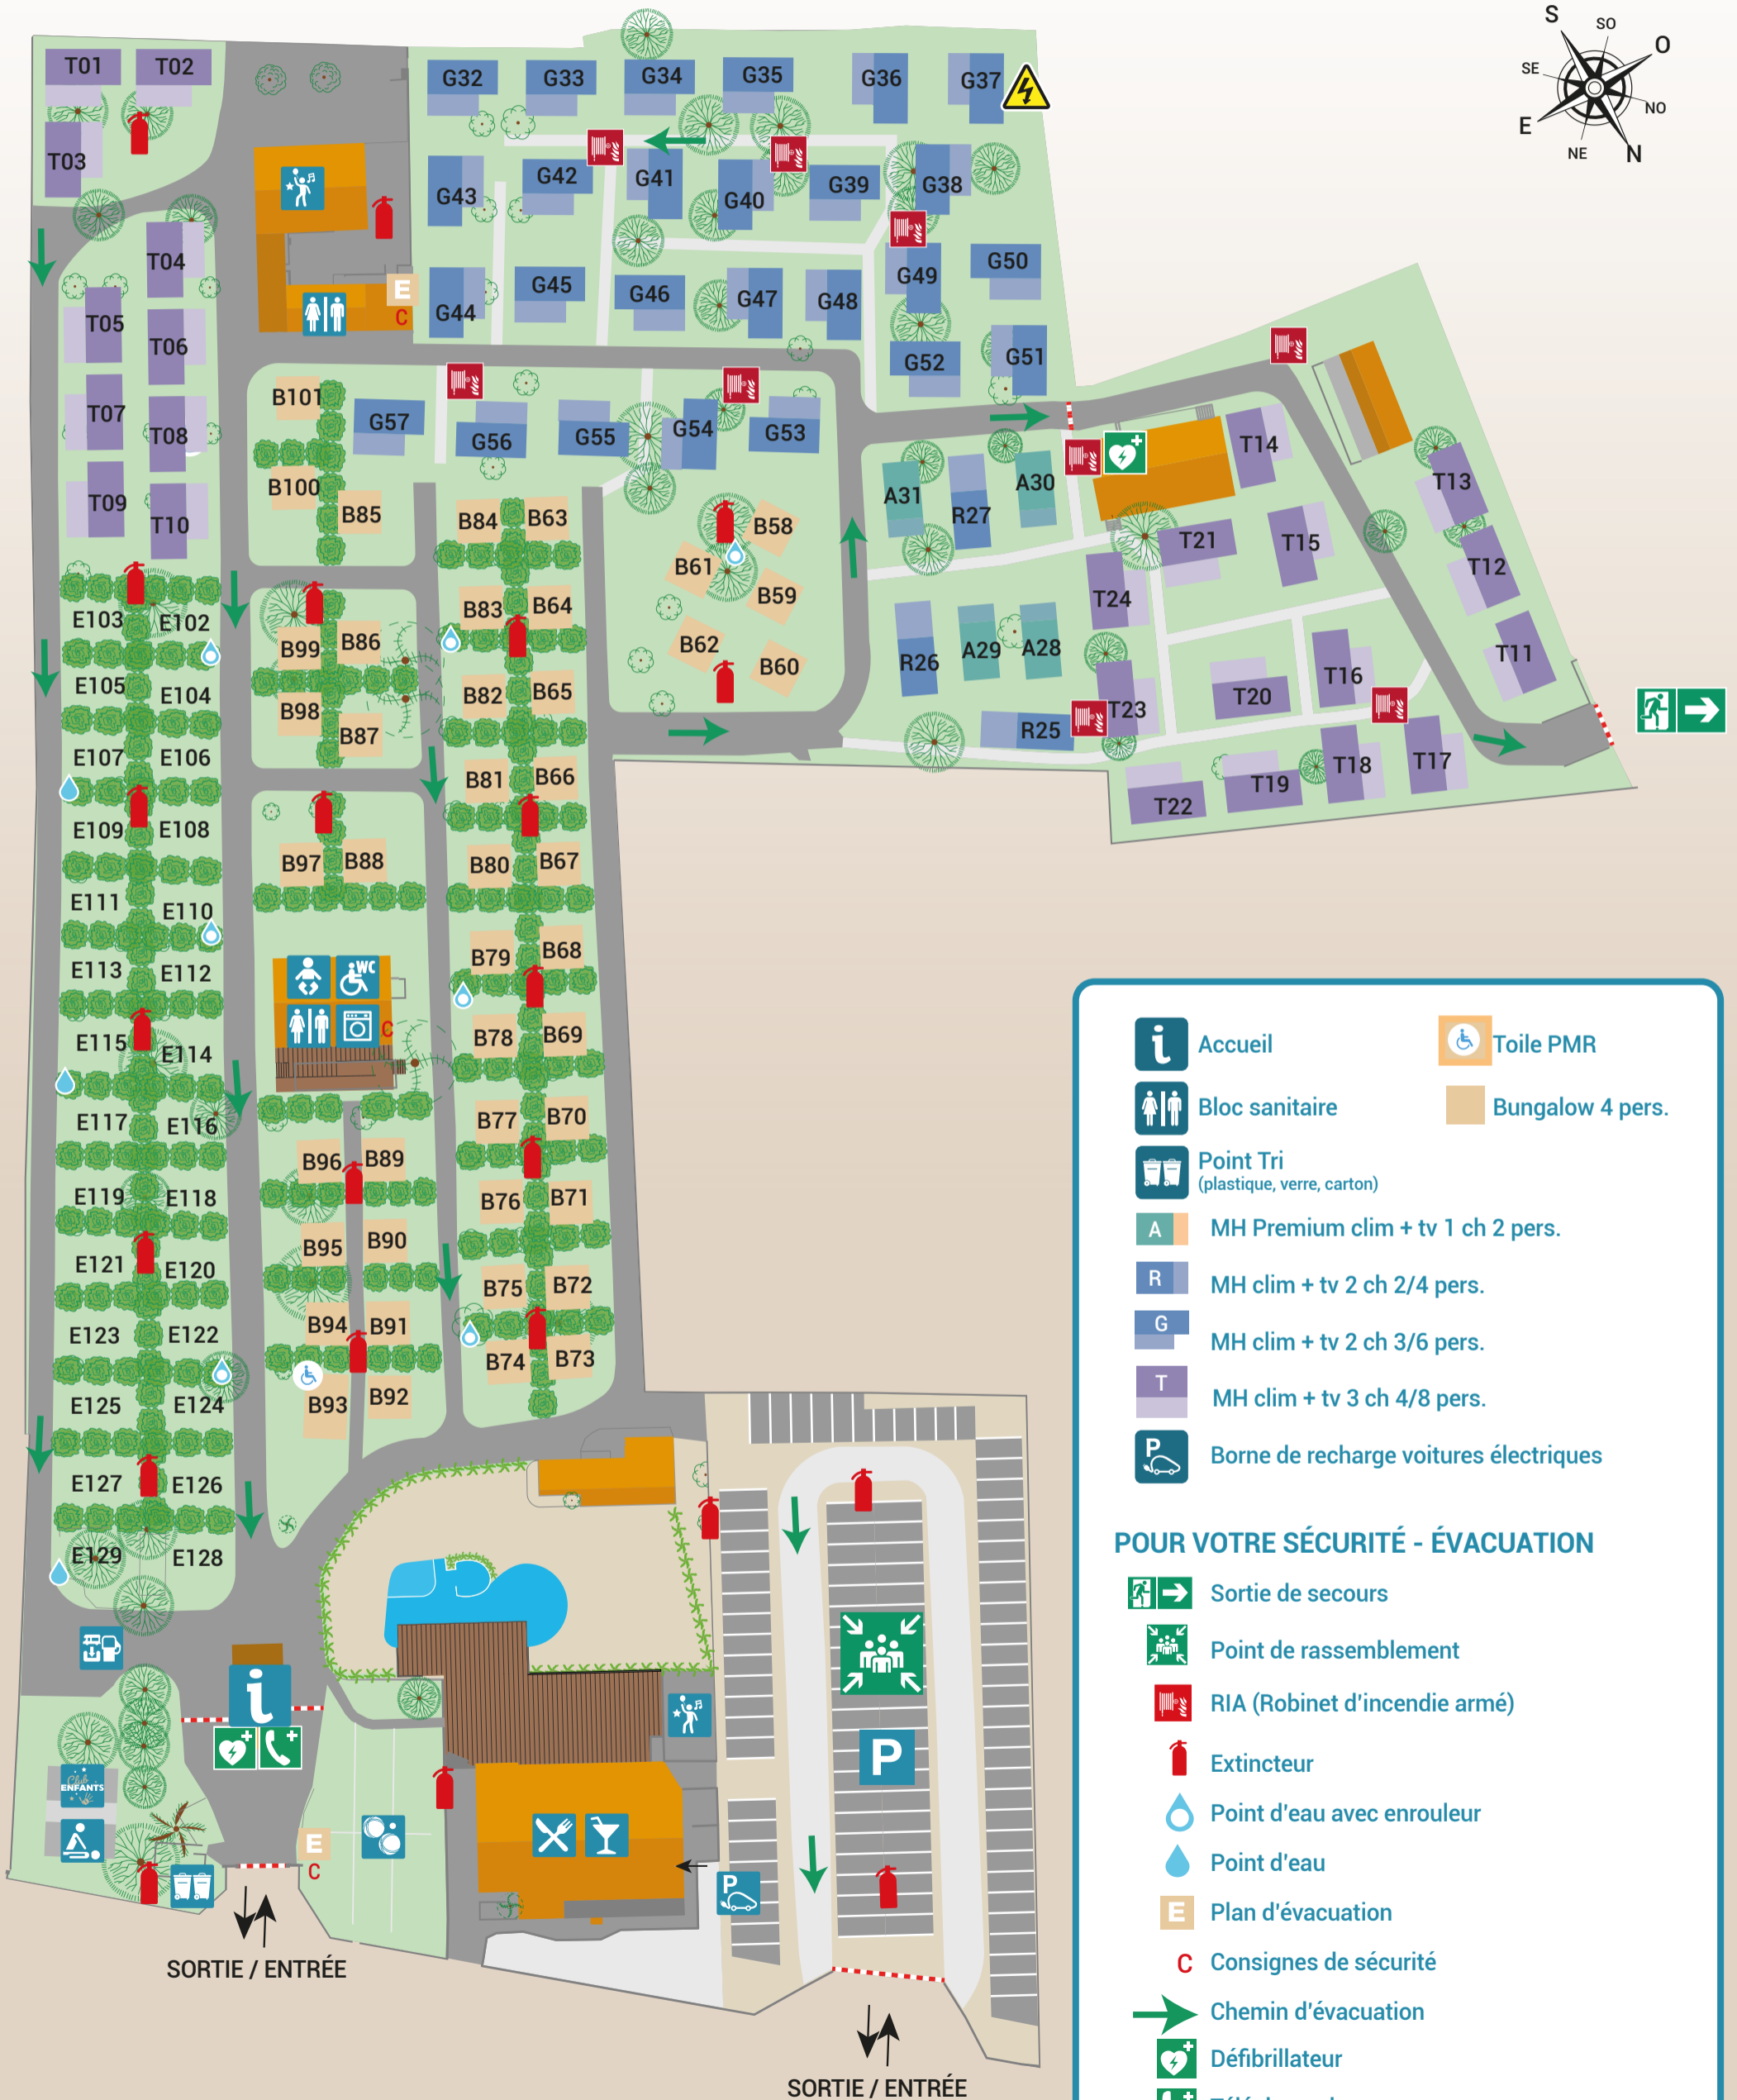 S
SO
O
SE
NO
E
NE
N
T01
T02
T03
G32
G33
G34
G35
G36
G37
G43
G42
G41
G40
G39
G38
T04
T05
T06
T07
T08
T09
T10
E
C
G44
G45
G46
G47
G48
G49
G50
G52
G51
B101
G57
G56
G55
G54
G53
B100
B85
B84
B63
B58
B61
B59
B62
B60
A31
R27
A30
T14
T13
T21
T15
T12
T24
R26
A29
A28
T11
T16
T20
T23
R25
T22
T19
T18
T17
E103
E102
E105
E104
E107
E106
E109
E108
E111
E110
E113
E112
E115
E114
E117
E116
E119
E118
E121
E120
E123
E122
E125
E124
E127
E126
E129
E128
B99
B86
B98
B87
B97
B88
WC
C
B96
B89
B95
B90
B94
B91
B93
B92
B83
B64
B82
B65
B81
B66
B80
B67
B79
B68
B78
B69
B77
B70
B76
B71
B75
B72
B74
B73
i
Club
ENFANTS
E
C
P
P
SORTIE / ENTRÉE
SORTIE / ENTRÉE
i
Accueil
Toile PMR
Bloc sanitaire
Bungalow 4 pers.
Point Tri
(plastique, verre, carton)
A
MH Premium clim + tv 1 ch 2 pers.
R
MH clim + tv 2 ch 2/4 pers.
G
MH clim + tv 2 ch 3/6 pers.
T
MH clim + tv 3 ch 4/8 pers.
P
Borne de recharge voitures électriques
POUR VOTRE SÉCURITÉ - ÉVACUATION
Sortie de secours
Point de rassemblement
RIA (Robinet d'incendie armé)
Extincteur
Point d'eau avec enrouleur
Point d'eau
E
Plan d'évacuation
C
Consignes de sécurité
Chemin d'évacuation
Défibrillateur